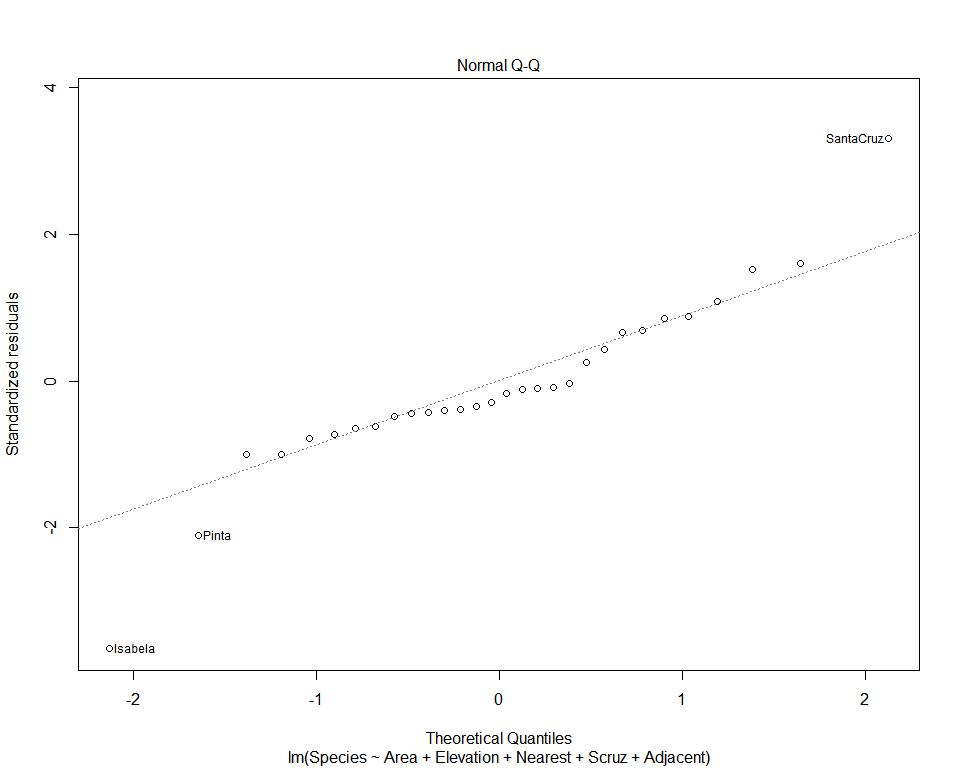 Normal Q-Q
4
SantaCruz
2
Standardized residuals
0
-2
Pinta
Isabela
-2 -1 0 1 2
Theoretical Quantiles
lm(Species ~ Area + Elevation + Nearest + Scruz + Adjacent)